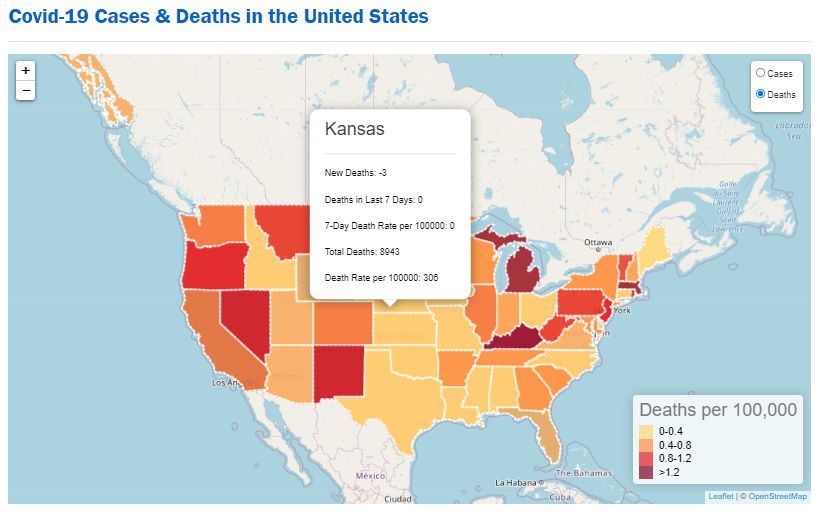 Covid-19 Cases & Deaths in the United States
+
−
Cases
Deaths
Kansas
New Deaths: -3
Deaths in Last 7 Days: 0
7-Day Death Rate per 100000: 0
Total Deaths: 8943
Death Rate per 100000: 306
Labrador
Sea
Golfe
du Saint-
Laurent /
Gulf of
Saint
Lawrence
Ottawa
York
United States
Los Angeles
Phoenix
Deaths per 100,000
0-0.4
0.4-0.8
0.8-1.2
>1.2
México
Ciudad
La Habana
The Bahamas
Cuba
Leaflet | © OpenStreetMap